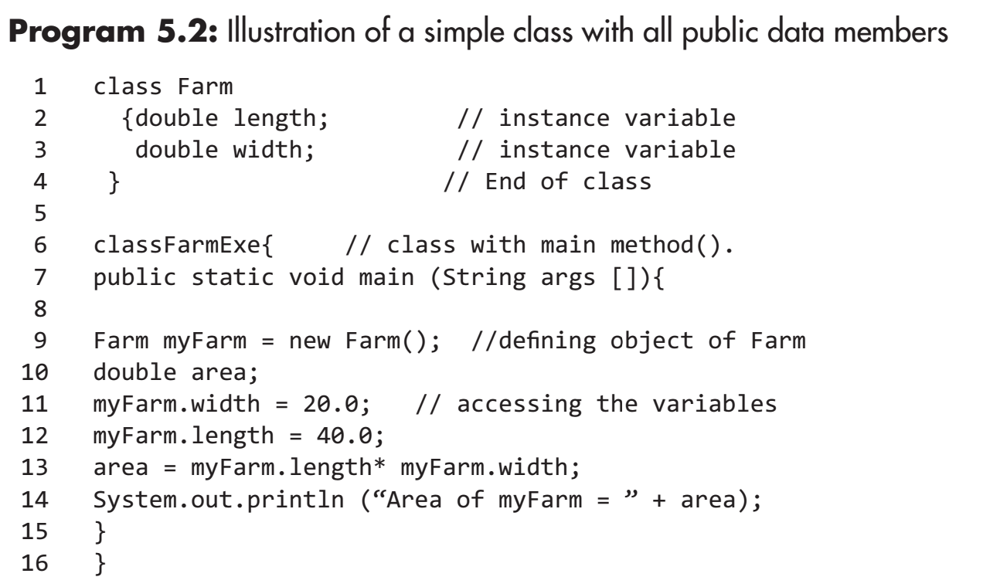 Program 5.2: Illustration of a simple class with all public data members
1 class Farm
2 {double length; // instance variable
3 double width; // instance variable
4 } // End of class
5
6 classFarmExe{ // class with main method().
7 public static void main (String args []){
8
9 Farm myFarm = new Farm(); //defining object of Farm
10 double area;
11 myFarm.width = 20.0; // accessing the variables
12 myFarm.length = 40.0;
13 area = myFarm.length* myFarm.width;
14 System.out.println (“Area of myFarm = ” + area);
15 }
16 }